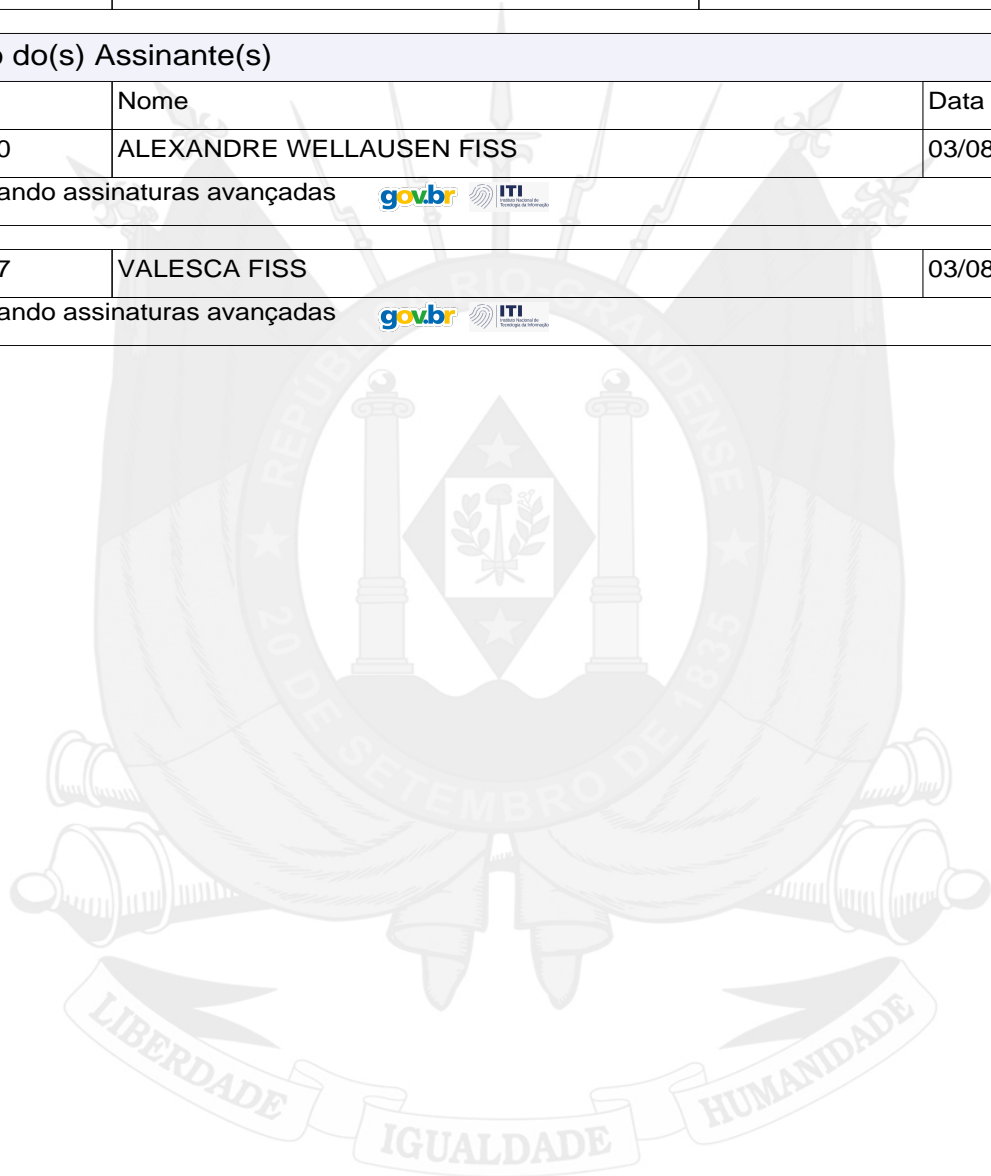 o do(s) Assinante(s)
Nome Data
0 ALEXANDRE WELLAUSEN FISS 03/08
ando assinaturas avançadas gov.br ITI
7 VALESCA FISS 03/08
ando assinaturas avançadas gov.br ITI
REPÚBLICA RIO-GRANDENSE
20 DE SETEMBRO DE 1835
LIBERDADE IGUALDADE HUMANIDADE